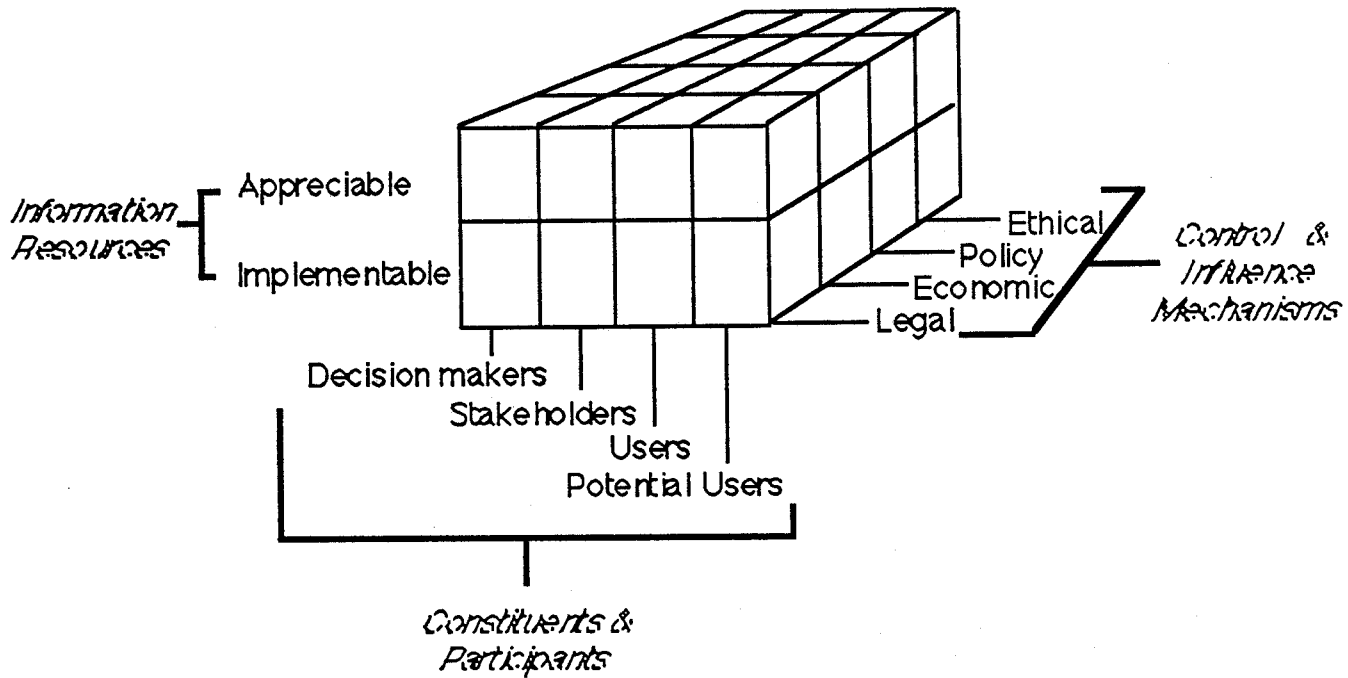 Appreciable
Information
Resources
Implementable
Ethical
Policy
Economic
Legal
Control &
Influence
Mechanisms
Decision makers
Stakeholders
Users
Potential Users
Constituents &
Participants